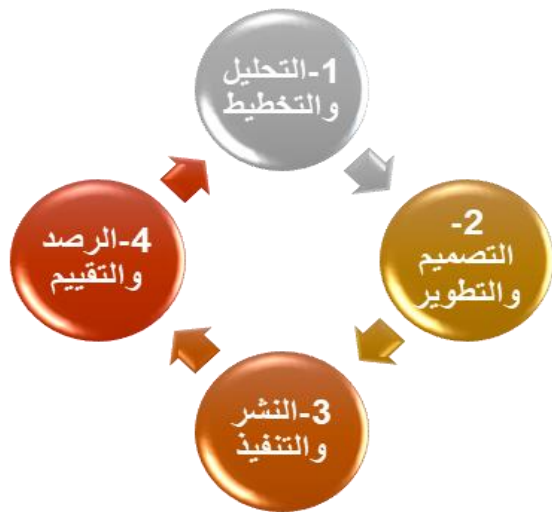 1-التحليل
والتخطيط
2-
التصميم
والتطوير
3-النشر
والتنفيذ
4-الرصد
والتقييم